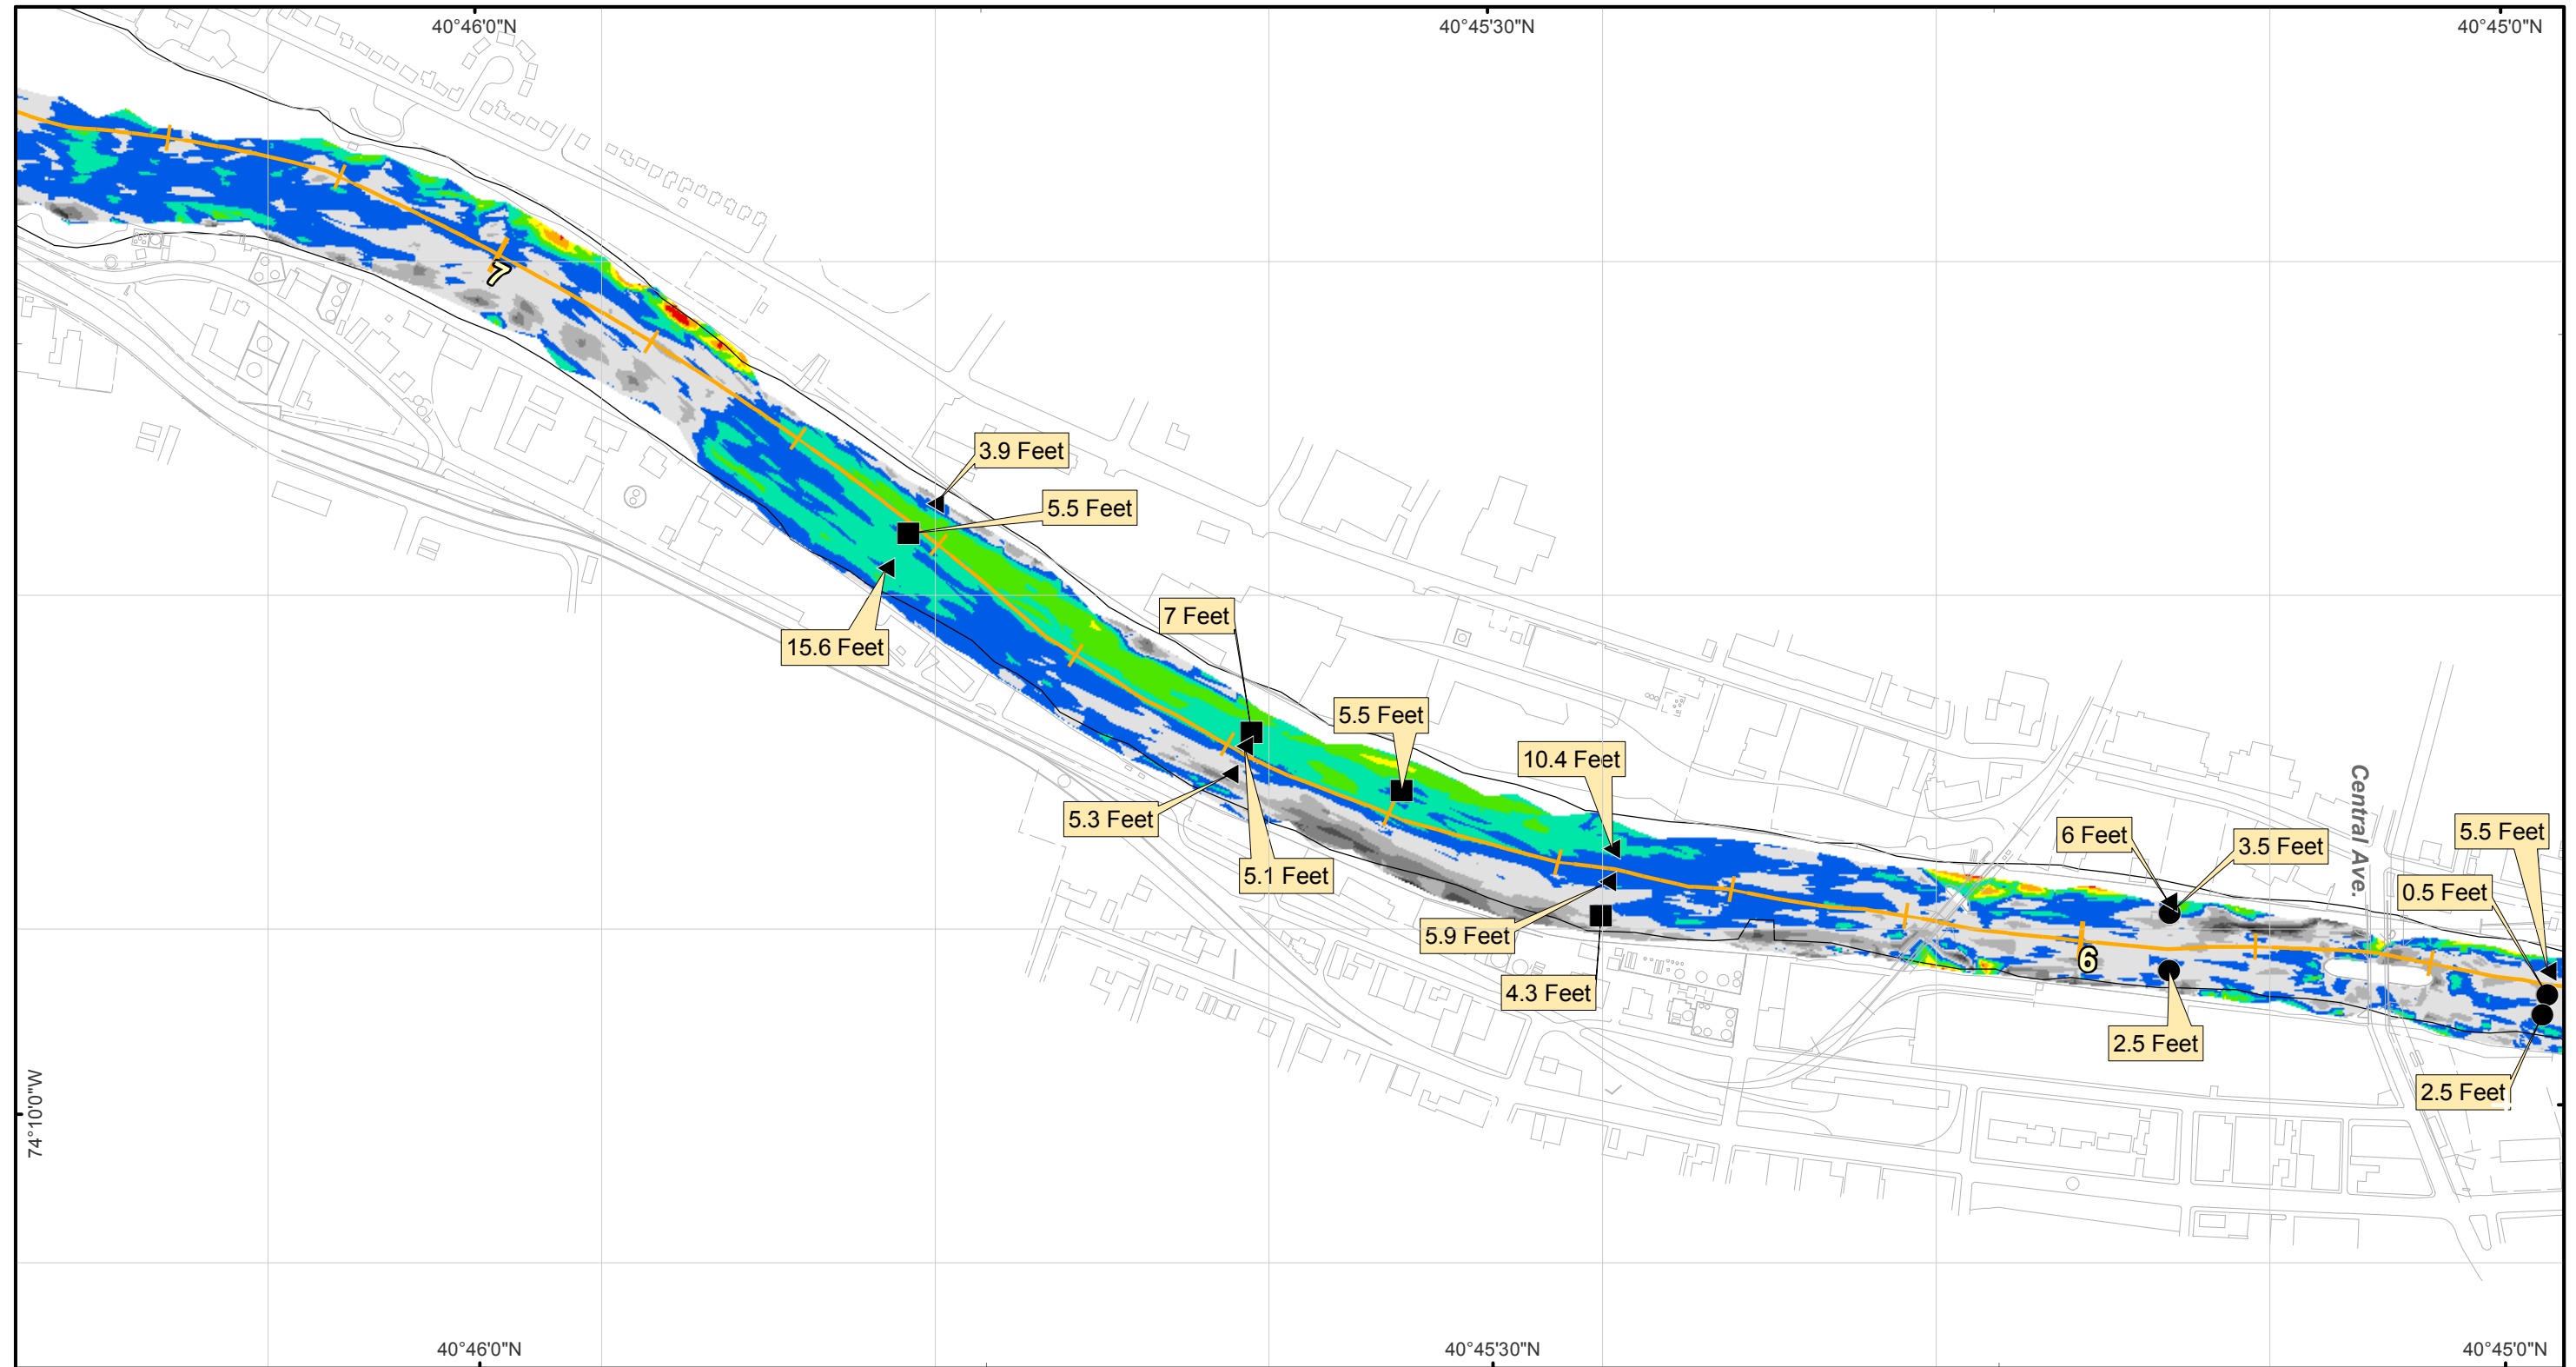 40°46'0"N
40°45'30"N
40°45'0"N
7
3.9 Feet
5.5 Feet
15.6 Feet
7 Feet
5.5 Feet
10.4 Feet
5.3 Feet
5.1 Feet
5.9 Feet
4.3 Feet
6 Feet
3.5 Feet
Central Ave.
5.5 Feet
0.5 Feet
6
2.5 Feet
2.5 Feet
74°10'0"W
40°46'0"N
40°45'30"N
40°45'0"N